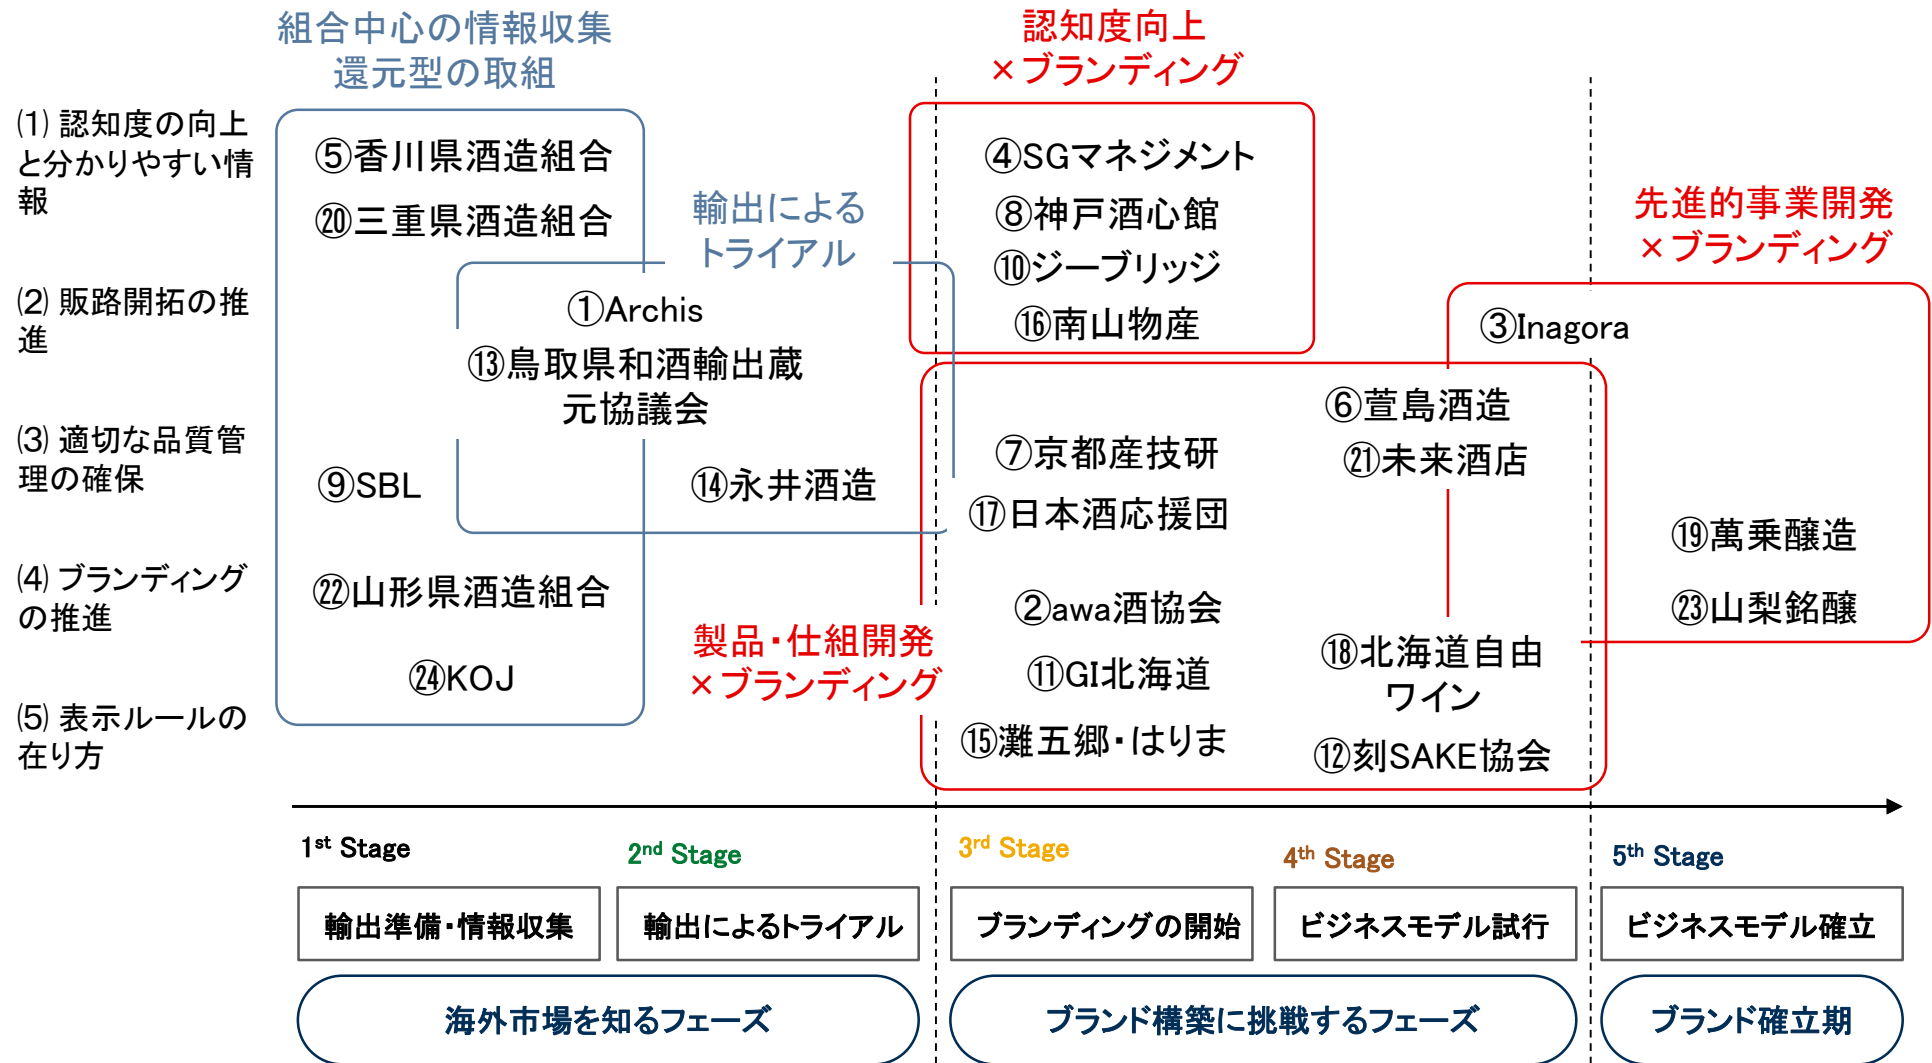 組合中心の情報収集
還元型の取組
認知度向上
×ブランディング
⑴ 認知度の向上
と分かりやすい情
報
⑤香川県酒造組合
⑳三重県酒造組合
④SGマネジメント
⑧神戸酒心館
⑩ジーブリッジ
⑯南山物産
輸出による
トライアル
先進的事業開発
×ブランディング
⑵ 販路開拓の推
進
①Archis
⑬鳥取県和酒輸出蔵
元協議会
③Inagora
⑥萱島酒造
㉑未来酒店
⑶ 適切な品質管
理の確保
⑨SBL
⑭永井酒造
⑦京都産技研
⑰日本酒応援団
⑲萬乗醸造
㉓山梨銘醸
⑷ ブランディング
の推進
㉒山形県酒造組合
㉔KOJ
製品・仕組開発
×ブランディング
②awa酒協会
⑪GI北海道
⑮灘五郷・はりま
⑱北海道自由
ワイン
⑫刻SAKE協会
⑸ 表示ルールの
在り方
1st Stage
2nd Stage
3rd Stage
4th Stage
5th Stage
輸出準備・情報収集
輸出によるトライアル
ブランディングの開始
ビジネスモデル試行
ビジネスモデル確立
海外市場を知るフェーズ
ブランド構築に挑戦するフェーズ
ブランド確立期